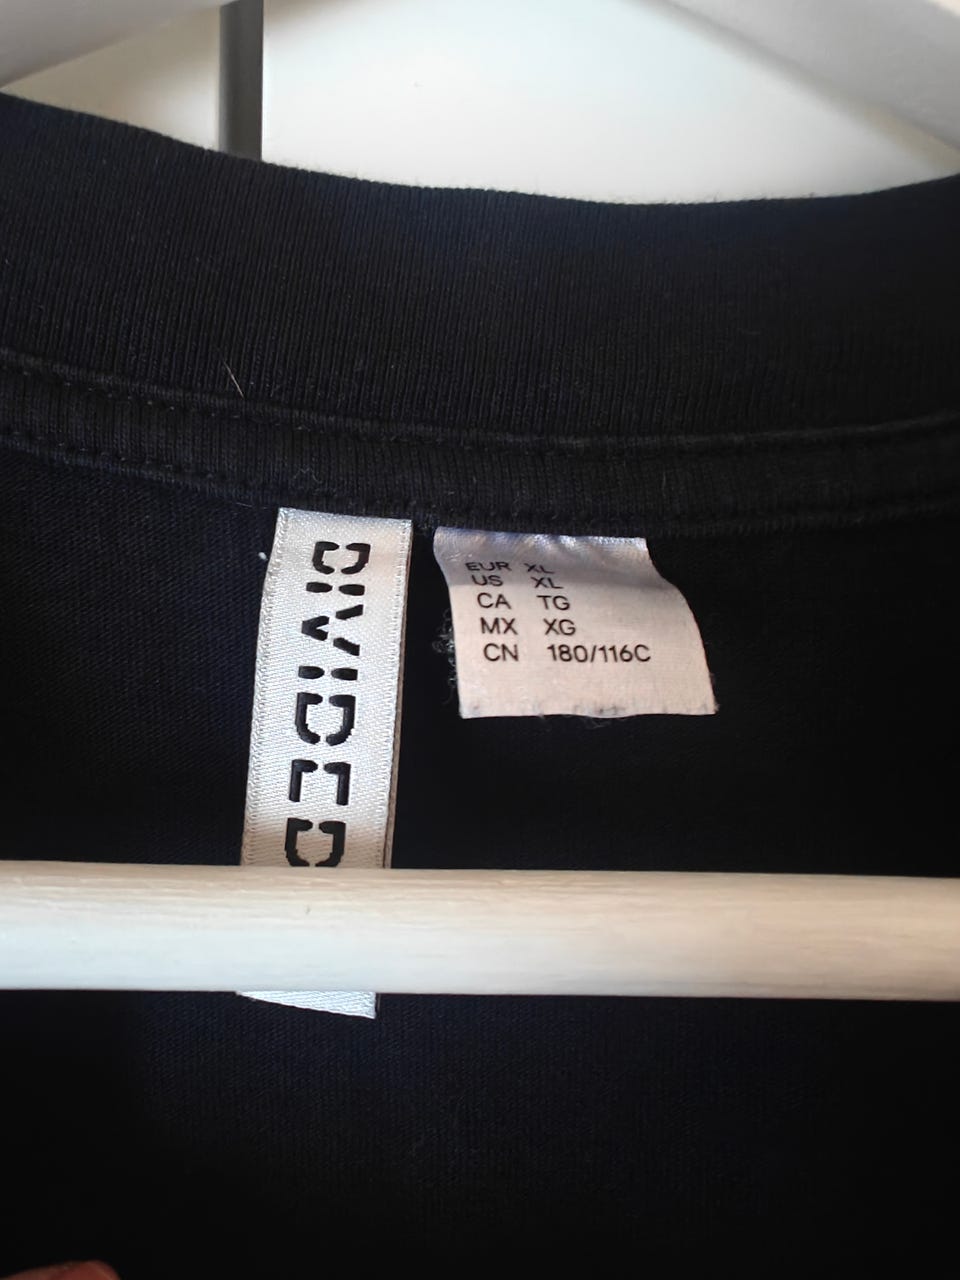 DIVIDED
EUR XL
US XL
CA TG
MX XG
CN 180/116C